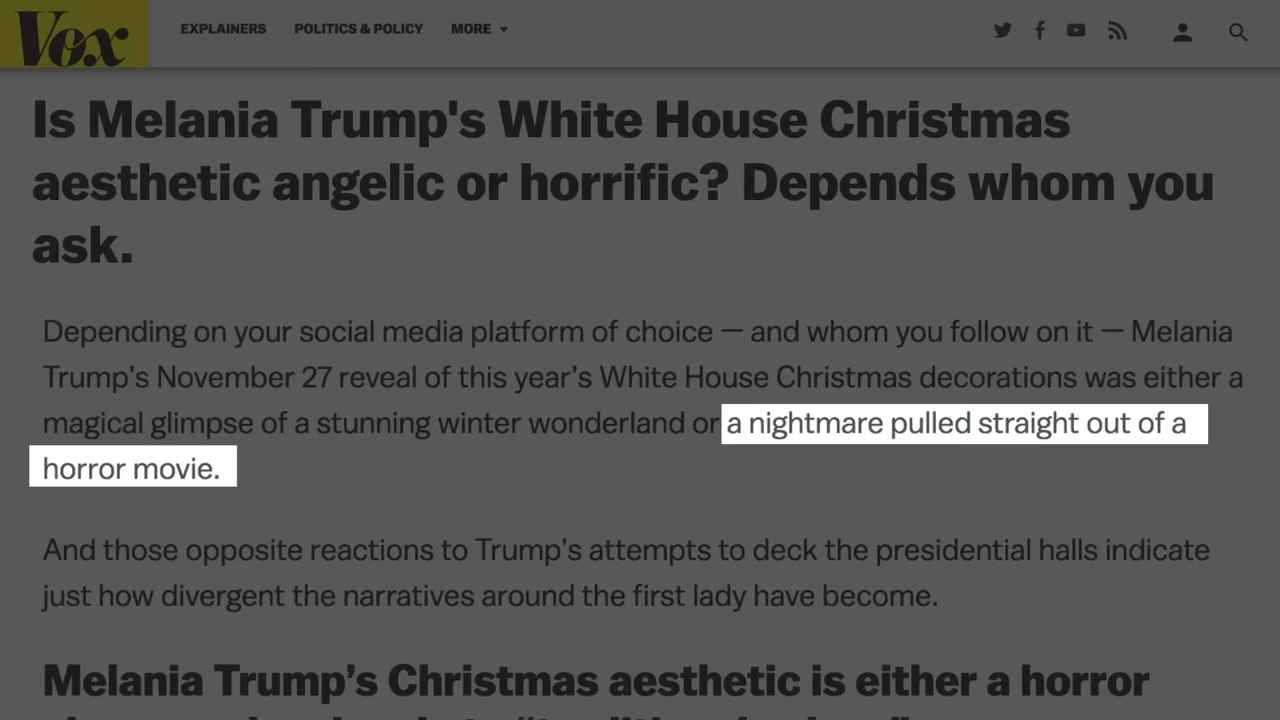 Vox EXPLAINERS POLITICS & POLICY MORE
Is Melania Trump's White House Christmas
aesthetic angelic or horrific? Depends whom you
ask.
Depending on your social media platform of choice — and whom you follow on it — Melania
Trump’s November 27 reveal of this year’s White House Christmas decorations was either a
magical glimpse of a stunning winter wonderland or a nightmare pulled straight out of a
horror movie.
And those opposite reactions to Trump’s attempts to deck the presidential halls indicate
just how divergent the narratives around the first lady have become.
Melania Trump’s Christmas aesthetic is either a horror